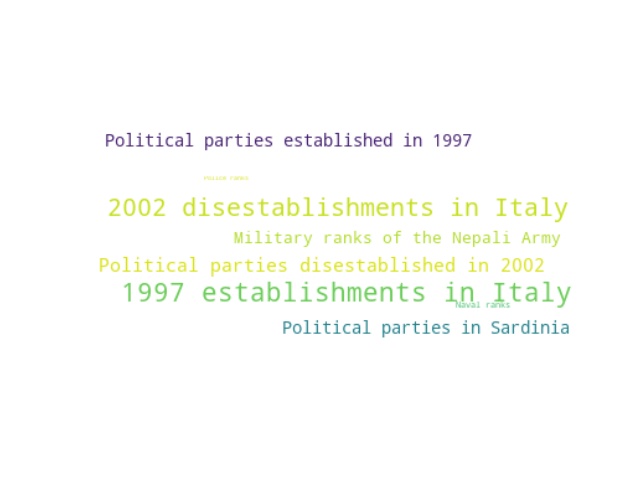 Political parties established in 1997
Police ranks
2002 disestablishments in Italy
Military ranks of the Nepali Army
Political parties disestablished in 2002
1997 establishments in Italy
Naval ranks
Political parties in Sardinia